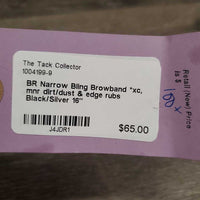 The Tack Collector
1004199-9
BR Narrow Bling Browband *xc,
mnr dirt/dust & edge rubs
Black/Silver 16"
J4JDR1
$65.00
Retail (New) Price
is $